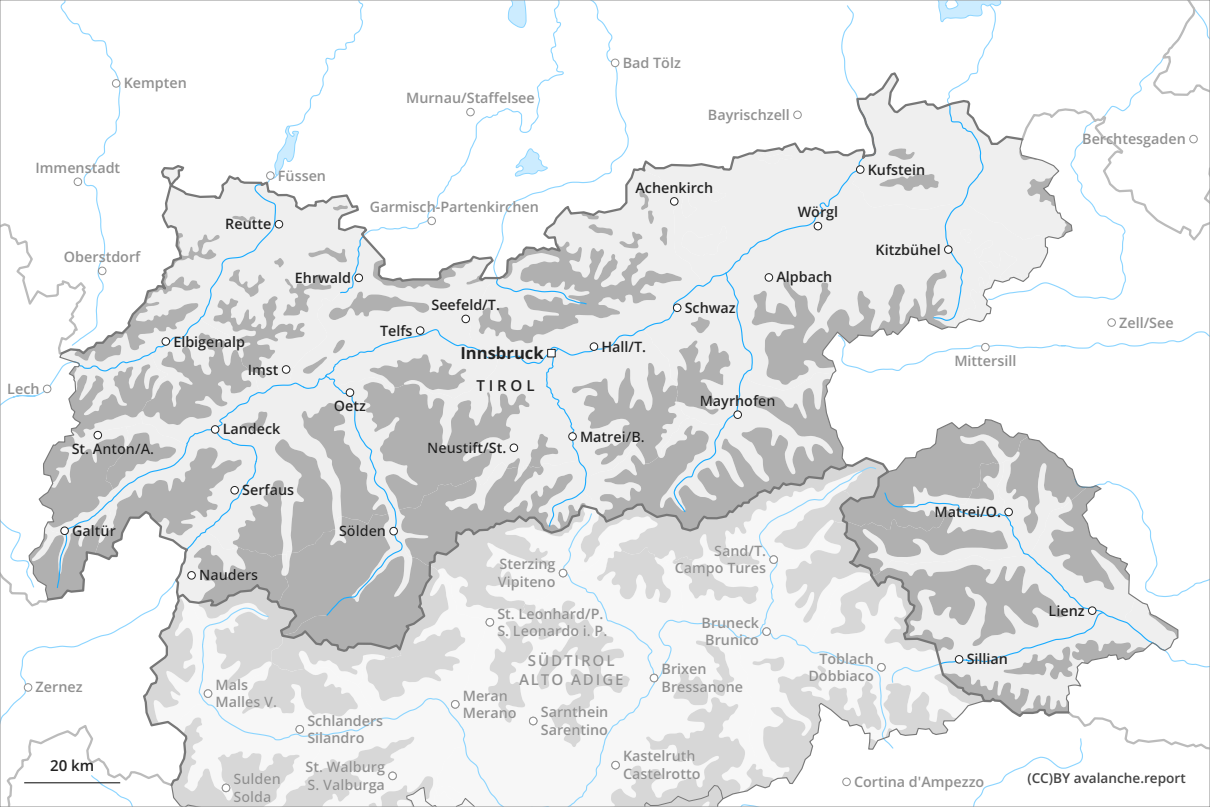 Kempten
Bad Tölz
Murnau/Staffelsee
Bayrischzell
Berchtesgaden
Immenstadt
Füssen
Kufstein
Achenkirch
Garmisch-Partenkirchen
Wörgl
Reutte
Kitzbühel
Oberstdorf
Ehrwald
Alpbach
Seefeld/T.
Schwaz
Zell/See
Telfs
Elbigenalp
Innsbruck
Hall/T.
Mittersill
Imst
TIROL
Lech
Oetz
Mayrhofen
Landeck
Matrei/B.
St. Anton/A.
Neustift/St.
Serfaus
Matrei/O.
Galtür
Sölden
Sand/T.
Campo Tures
Sterzing
Vipiteno
Nauders
Lienz
St. Leonhard/P.
S. Leonardo i. P.
Bruneck
Brunico
SÜDTIROL
ALTO ADIGE
Toblach
Dobbiaco
Sillian
Brixen
Bressanone
Zernez
Mals
Malles V.
Meran
Merano
Sarnthein
Sarentino
Schlanders
Silandro
Kastelruth
Castelrotto
St. Walburg
S. Valburga
20 km
Sulden
Solda
Cortina d'Ampezzo
(CC)BY avalanche.report